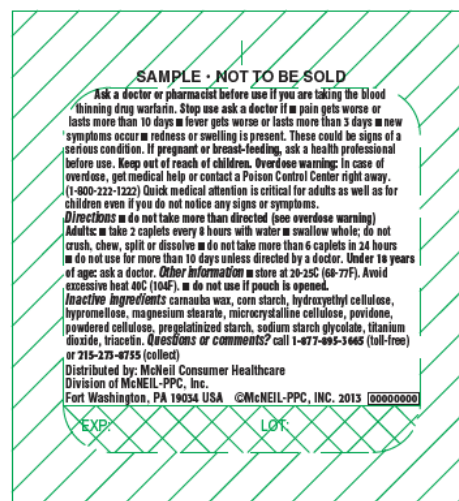 SAMPLE · NOT TO BE SOLD
Ask a doctor or pharmacist before use if you are taking the blood
thinning drug warfarin. Stop use ask a doctor if ■ pain gets worse or
lasts more than 10 days ■ fever gets worse or lasts more than 3 days ■ new
symptoms occur ■ redness or swelling is present. These could be signs of a
serious condition. If pregnant or breast-feeding, ask a health professional
before use. Keep out of reach of children. Overdose warning: In case of
overdose, get medical help or contact a Poison Control Center right away.
(1-800-222-1222) Quick medical attention is critical for adults as well as for
children even if you do not notice any signs or symptoms.
Directions ■ do not take more than directed (see overdose warning)
Adults: ■ take 2 caplets every 8 hours with water ■ swallow whole; do not
crush, chew, split or dissolve ■ do not take more than 6 caplets in 24 hours
■ do not use for more than 10 days unless directed by a doctor. Under 18 years
of age: ask a doctor. Other information ■ store at 20-25C (68-77F). Avoid
excessive heat 40C (104F). ■ do not use if pouch is opened.
Inactive ingredients carnauba wax, corn starch, hydroxyethyl cellulose,
hypromellose, magnesium stearate, microcrystalline cellulose, povidone,
powdered cellulose, pregelatinized starch, sodium starch glycolate, titanium
dioxide, triacetin. Questions or comments? call 1-877-895-3665 (toll-free)
or 215-273-8755 (collect)
Distributed by: McNeil Consumer Healthcare
Division of McNEIL-PPC, Inc.
Fort Washington, PA 19034 USA ©McNEIL-PPC, INC. 2013 00000000
EXP: LOT: